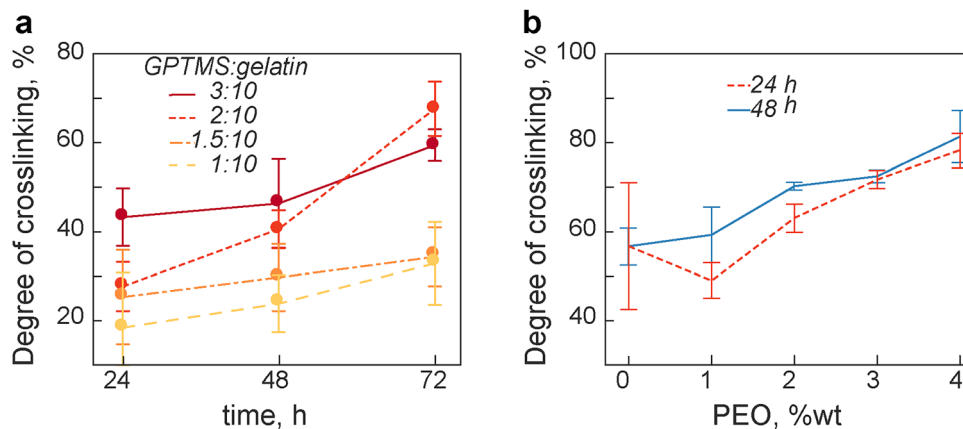 a
Degree of crosslinking, %
80
60
40
20
GPTMS:gelatin
3:10
2:10
1.5:10
1:10
24 48 72
time, h
b
Degree of crosslinking, %
100
80
60
40
24 h
48 h
0 1 2 3 4
PEO, %wt